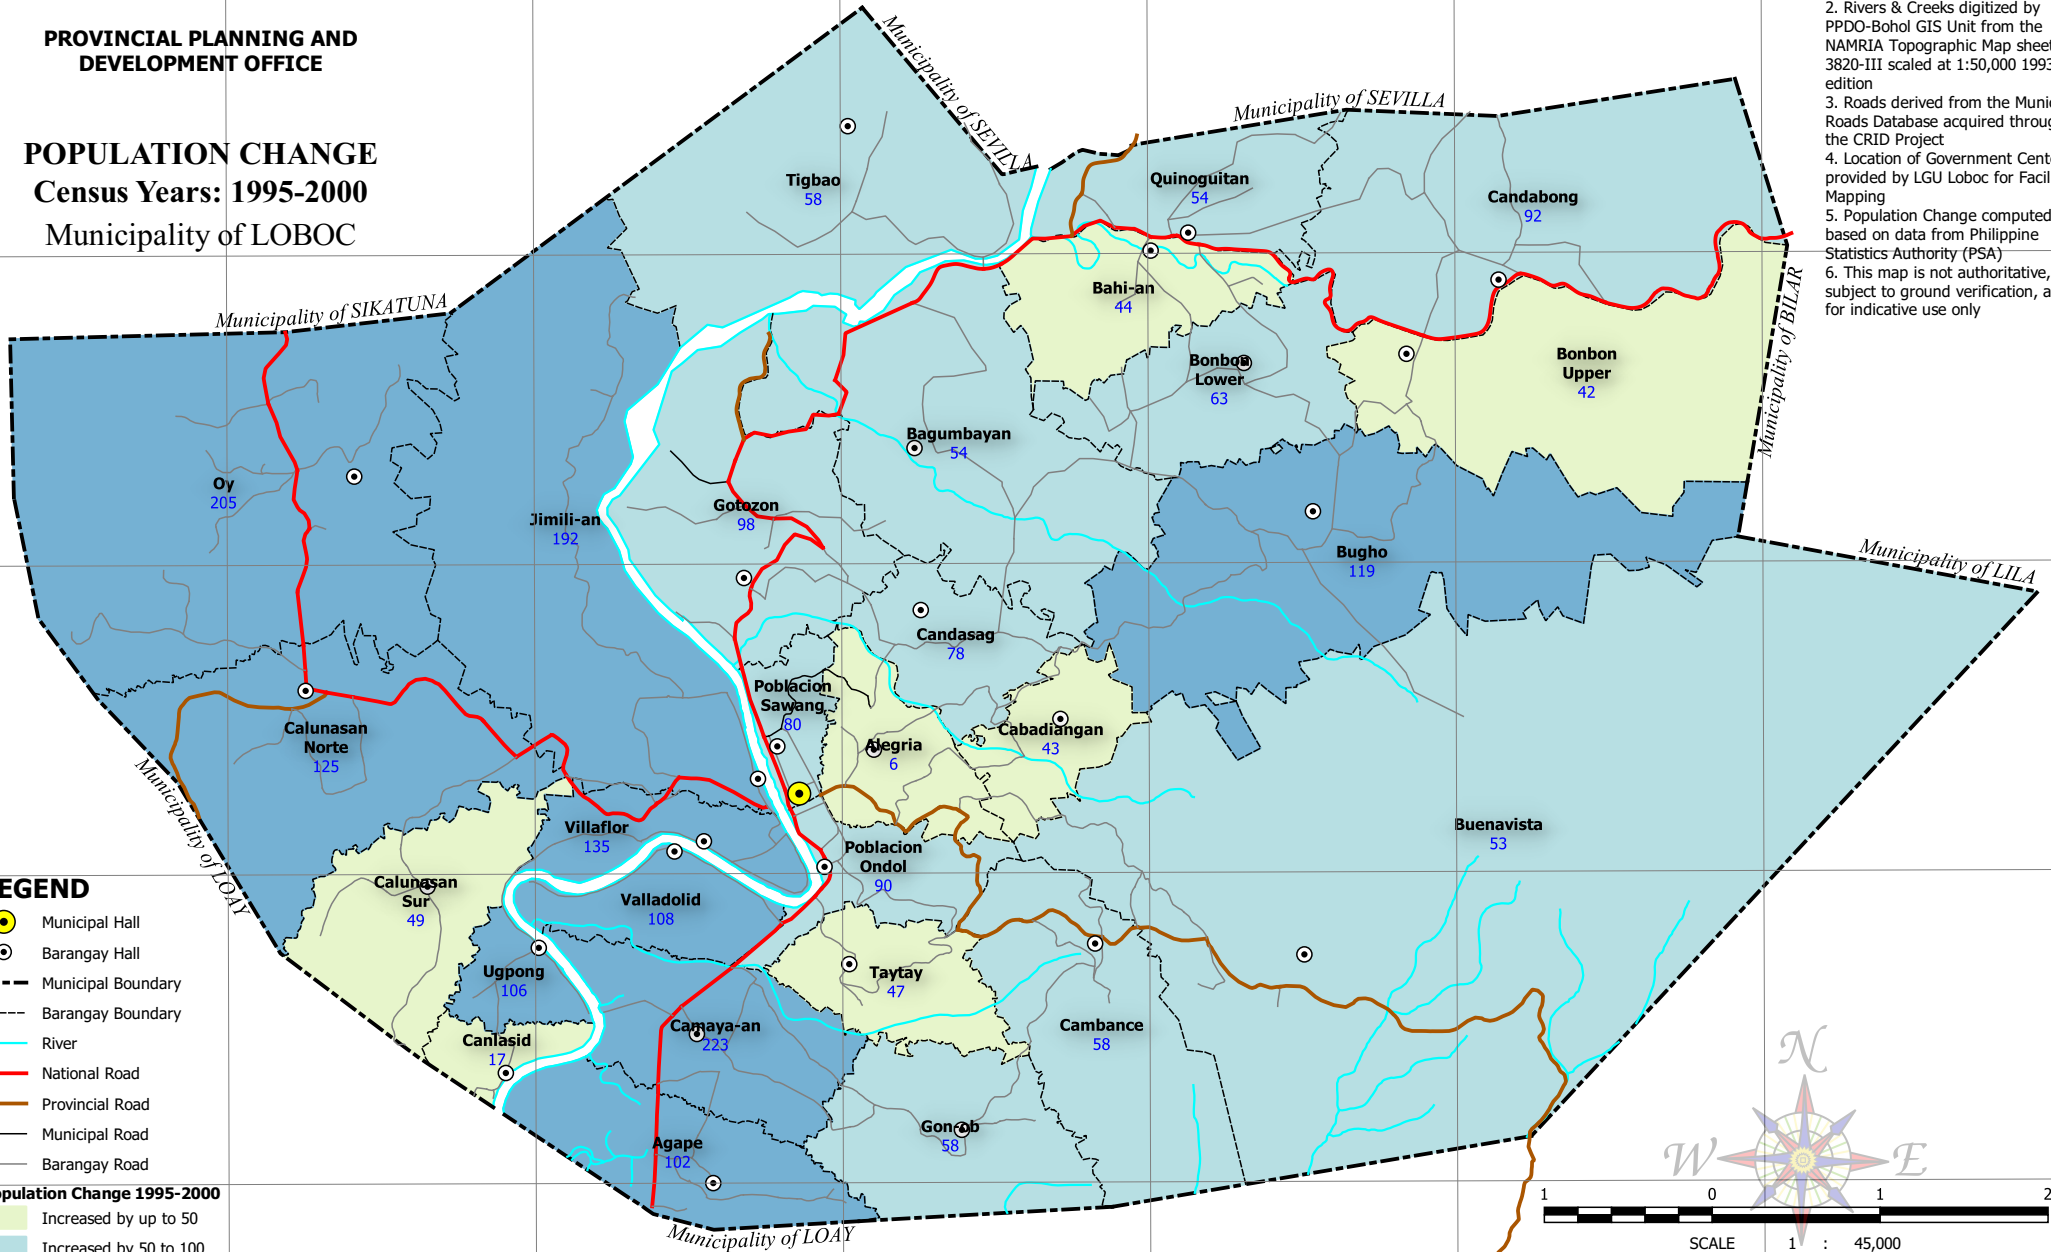 PROVINCIAL PLANNING AND
DEVELOPMENT OFFICE
POPULATION CHANGE
Census Years: 1995-2000
Municipality of LOBOC
2. Rivers & Creeks digitized by
PPDO-Bohol GIS Unit from the
NAMRIA Topographic Map sheet
3820-III scaled at 1:50,000 1993
edition
3. Roads derived from the
Roads Database acquired
the CRID Project
4. Location of Government
provided by LGU Loboc for
Mapping
5. Population Change computed
based on data from Philippine
Statistics Authority (PSA)
6. This map is not authoritative,
subject to ground verification,
for indicative use only
Municipality of SEVILLA
Municipality of SEVILLA
Municipality of SIKATUNA
Municipality of BILAR
Municipality of LILA
Municipality of LOAY
Municipality of LOAY
Tigbao
58
Quinoguitan
54
Candabong
92
Bahi-an
44
Bonbon
Lower
63
Bonbon
Upper
42
Bagumbayan
54
Oy
205
Jimili-an
192
Gotozon
98
Bugho
119
Candasag
78
Poblacion
Sawang
80
Calunasan
Norte
125
Alegria
6
Cabadiangan
43
Villaflor
135
Poblacion
Ondol
90
Buenavista
53
Calunasan
Sur
49
Valladolid
108
Ugpong
106
Taytay
47
Canlasid
17
Camaya-an
223
Cambance
58
Agape
102
Gon-ob
58
Municipal Hall
Barangay Hall
Municipal Boundary
Barangay Boundary
River
National Road
Provincial Road
Municipal Road
Barangay Road
Change 1995-2000
Increased by up to 50
Increased by 50 to 100
N
W
E
1 0 1 2
SCALE 1 : 45,000